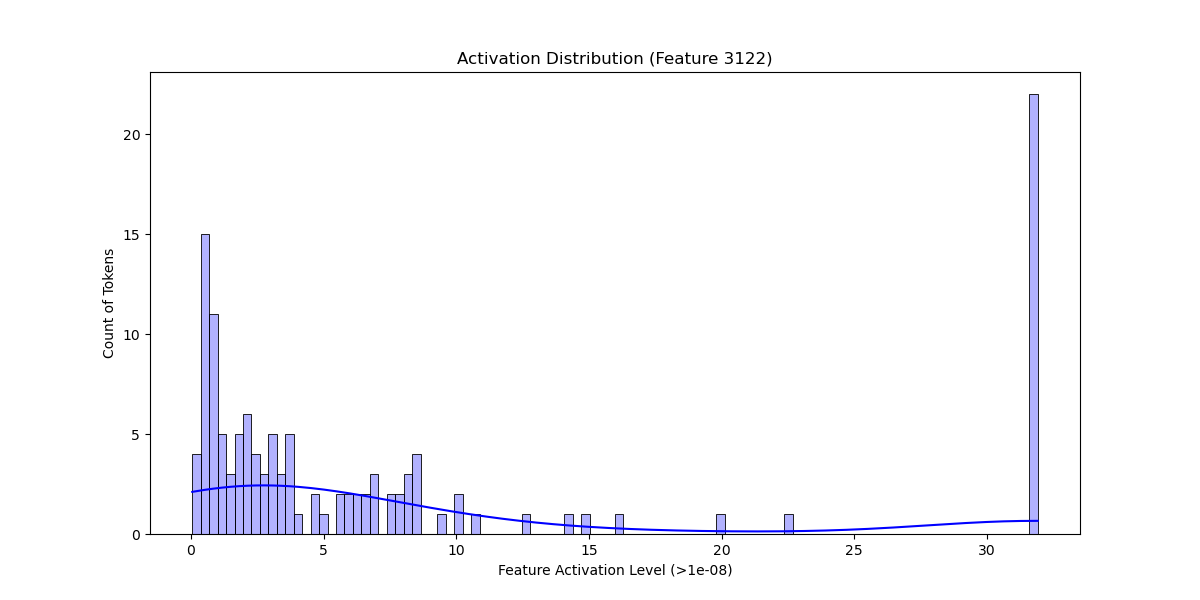 Activation Distribution (Feature 3122)
20
15
10
5
0
Count of Tokens
0 5 10 15 20 25 30
Feature Activation Level (>1e-08)